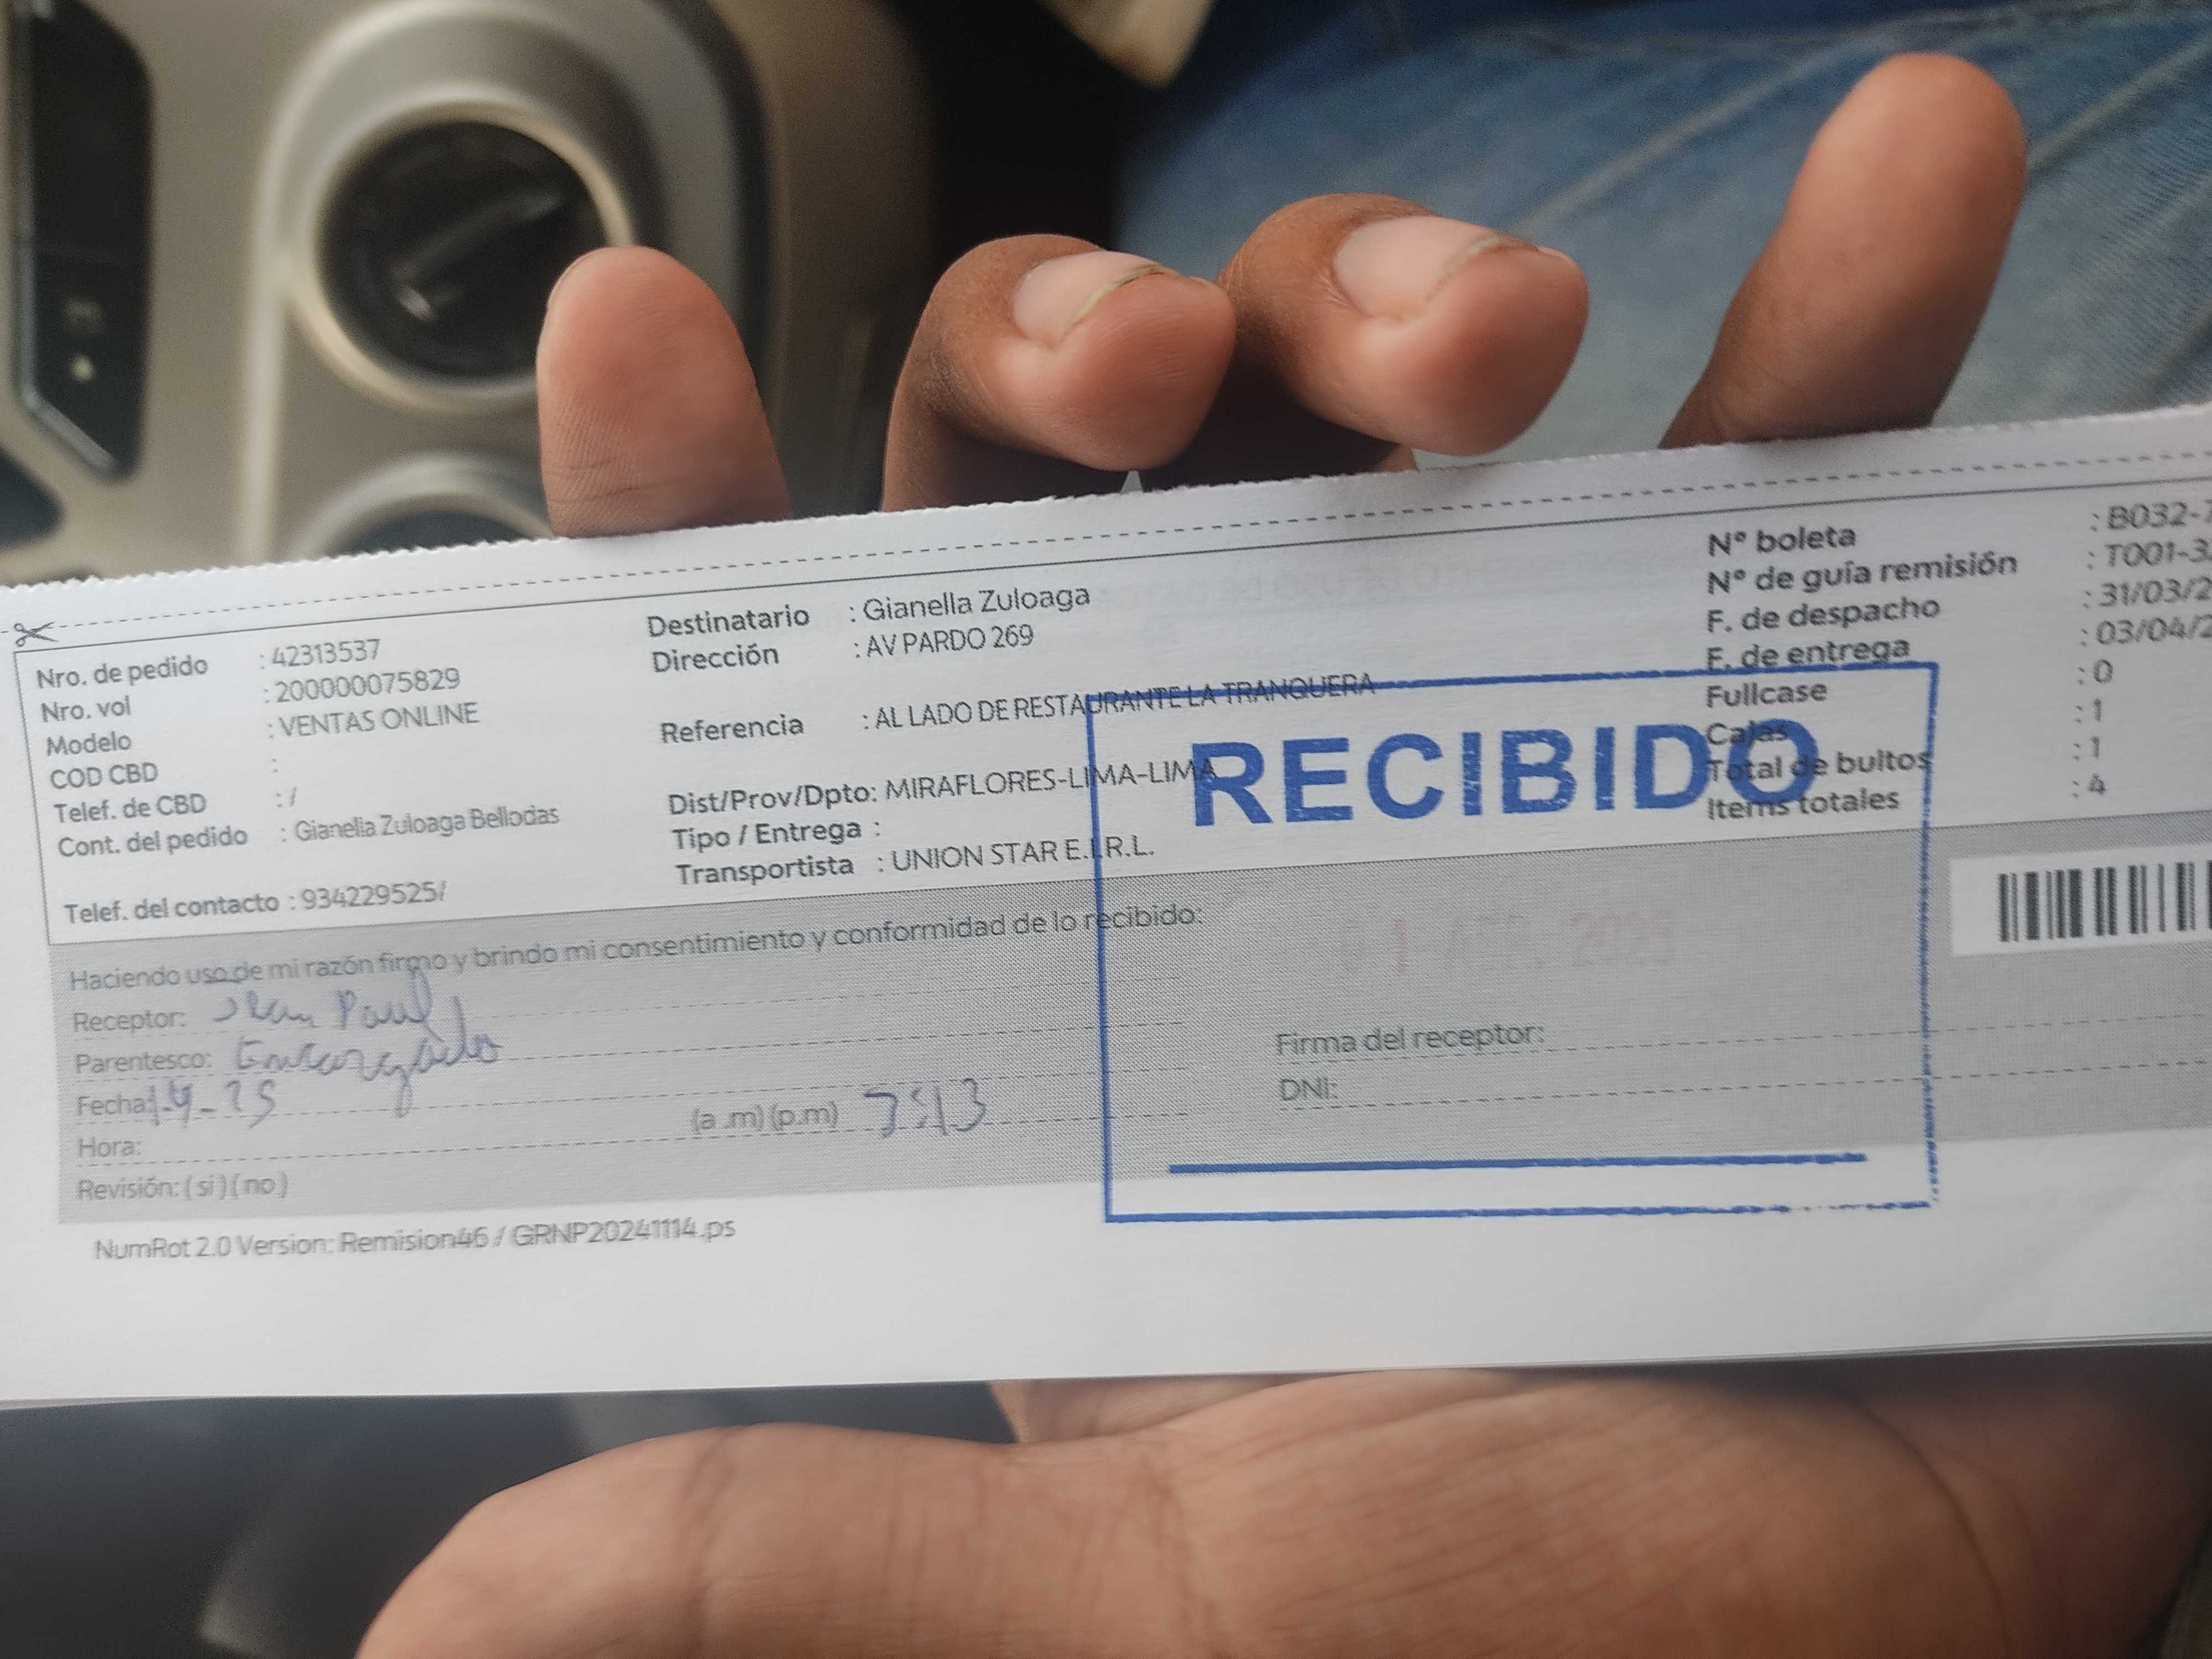 Nro. de pedido : 42313537
Nro. vol : 200000075829
Modelo : VENTAS ONLINE
COD CBD :
Telef. de CBD : /
Cont. del pedido : Gianella Zuloaga Bellodas
Telef. del contacto : 934229525/
Destinatario : Gianella Zuloaga
Dirección : AV PARDO 269
Referencia : AL LADO DE RESTAURANTE LA TRANQUERA
Dist/Prov/Dpto: MIRAFLORES-LIMA-LIMA
Tipo / Entrega :
Transportista : UNION STAR E.I.R.L.
N° boleta : B032-
N° de guía remisión : T001-3
F. de despacho : 31/03/2
F. de entrega : 03/04/2
Fullcase : 0
Cajas : 1
Total de bultos : 1
Items totales : 4
RECIBIDO
Haciendo uso de mi razón firmo y brindo mi consentimiento y conformidad de lo recibido:
Receptor: Jean Paul
Parentesco: Encargado
Fecha: 1-4-25
Hora: (a .m) (p.m) 7:13
Revisión: ( si ) ( no )
01 2025
Firma del receptor:
DNI:
NumRot 2.0 Version: Remision46 / GRNP20241114.ps